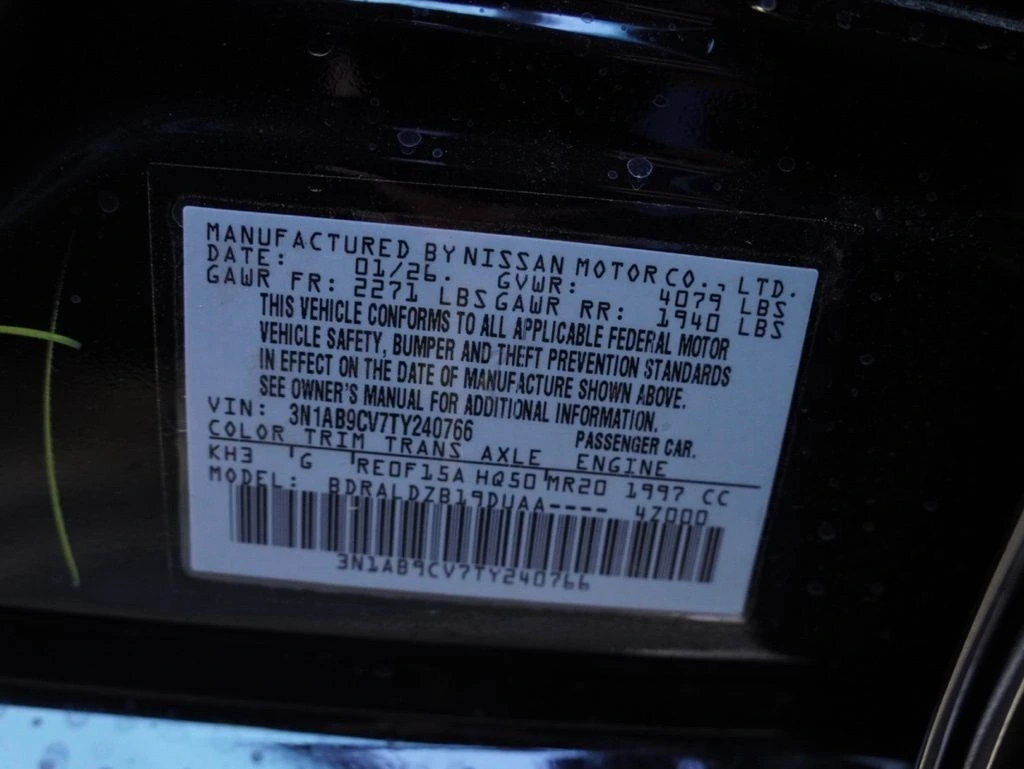 MANUFACTURED BY NISSAN MOTOR CO., LTD.
DATE: 01/26. GVWR: 4079 LBS
GAWR FR: 2271 LBS GAWR RR: 1940 LBS
THIS VEHICLE CONFORMS TO ALL APPLICABLE FEDERAL MOTOR
VEHICLE SAFETY, BUMPER AND THEFT PREVENTION STANDARDS
IN EFFECT ON THE DATE OF MANUFACTURE SHOWN ABOVE.
SEE OWNER'S MANUAL FOR ADDITIONAL INFORMATION.
VIN: 3N1AB9CV7TY240766 PASSENGER CAR.
COLOR TRIM TRANS AXLE ENGINE
KH3 'G 'RE0F15A HQ50'MR20 1997 CC
MODEL: BDRALDZB19DUAA---- 4Z000
3N1AB9CV7TY240766